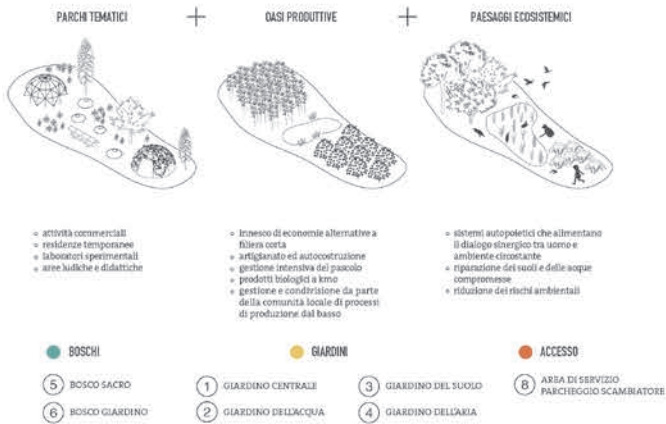 PARCHI TEMATICI + OASI PRODUTTIVE + PAESAGGI ECOSISTEMICI
attività commerciali
residenze temporanee
laboratori sperimentali
aree ludiche e didattiche
innesco di economie alternative a
filiera corta
artigianato ed autocostruzione
gestione intensiva del pascolo
prodotti biologici a km0
gestione e condivisione da parte
della comunità locale di processi
di produzione dal basso
sistemi autopoietici che alimentano
il dialogo sinergico tra uomo e
ambiente circostante
riparazione dei suoli e delle acque
compromesse
riduzione dei rischi ambientali
BOSCHI
5 BOSCO SACRO
6 BOSCO GIARDINO
GIARDINI
1 GIARDINO CENTRALE
2 GIARDINO DELL'ACQUA
3 GIARDINO DEL SUOLO
4 GIARDINO DELL'ARIA
ACCESSO
8 AREA DI SERVIZIO
PARCHEGGIO SCAMBIATORE